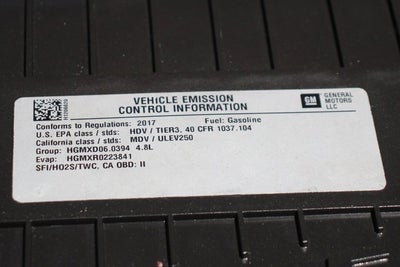 VEHICLE EMISSION
CONTROL INFORMATION
GM
GENERAL
MOTORS
LLC
Conforms to Regulations: 2017 Fuel: Gasoline
U.S. EPA class / stds: HDV / TIER3. 40 CFR 1037.104
California class / stds: MDV / ULEV250
Group: HGMXD06.0394 4.8L
Evap: HGMXR0223841
SFI/HO2S/TWC, CA OBD: II